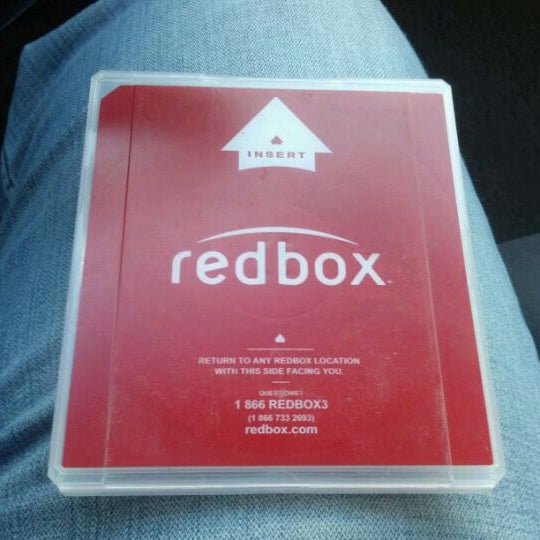 INSERT
redbox
RETURN TO ANY REDBOX LOCATION
WITH THIS SIDE FACING YOU.
QUESTIONS?
1 866 REDBOX3
(1 866 733 2693)
redbox.com